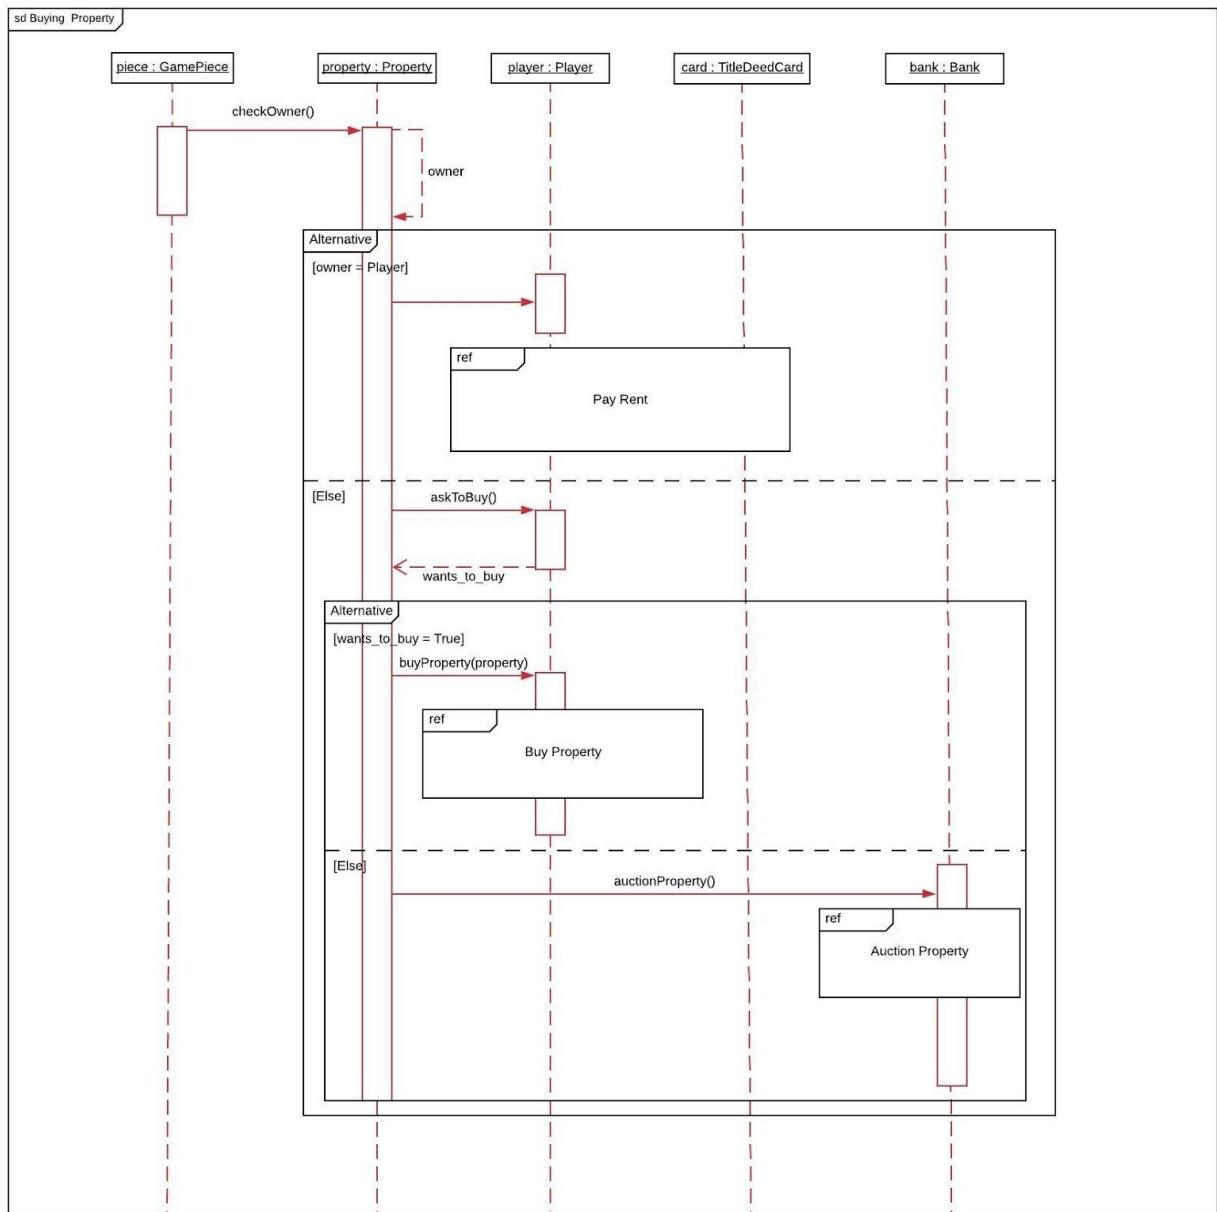 sd Buying Property
piece : GamePiece
property : Property
player : Player
card : TitleDeedCard
bank : Bank
checkOwner()
owner
Alternative
[owner = Player]
ref
Pay Rent
[Else]
askToBuy()
wants_to_buy
Alternative
[wants_to_buy = True]
buyProperty(property)
ref
Buy Property
[Else]
auctionProperty()
ref
Auction Property